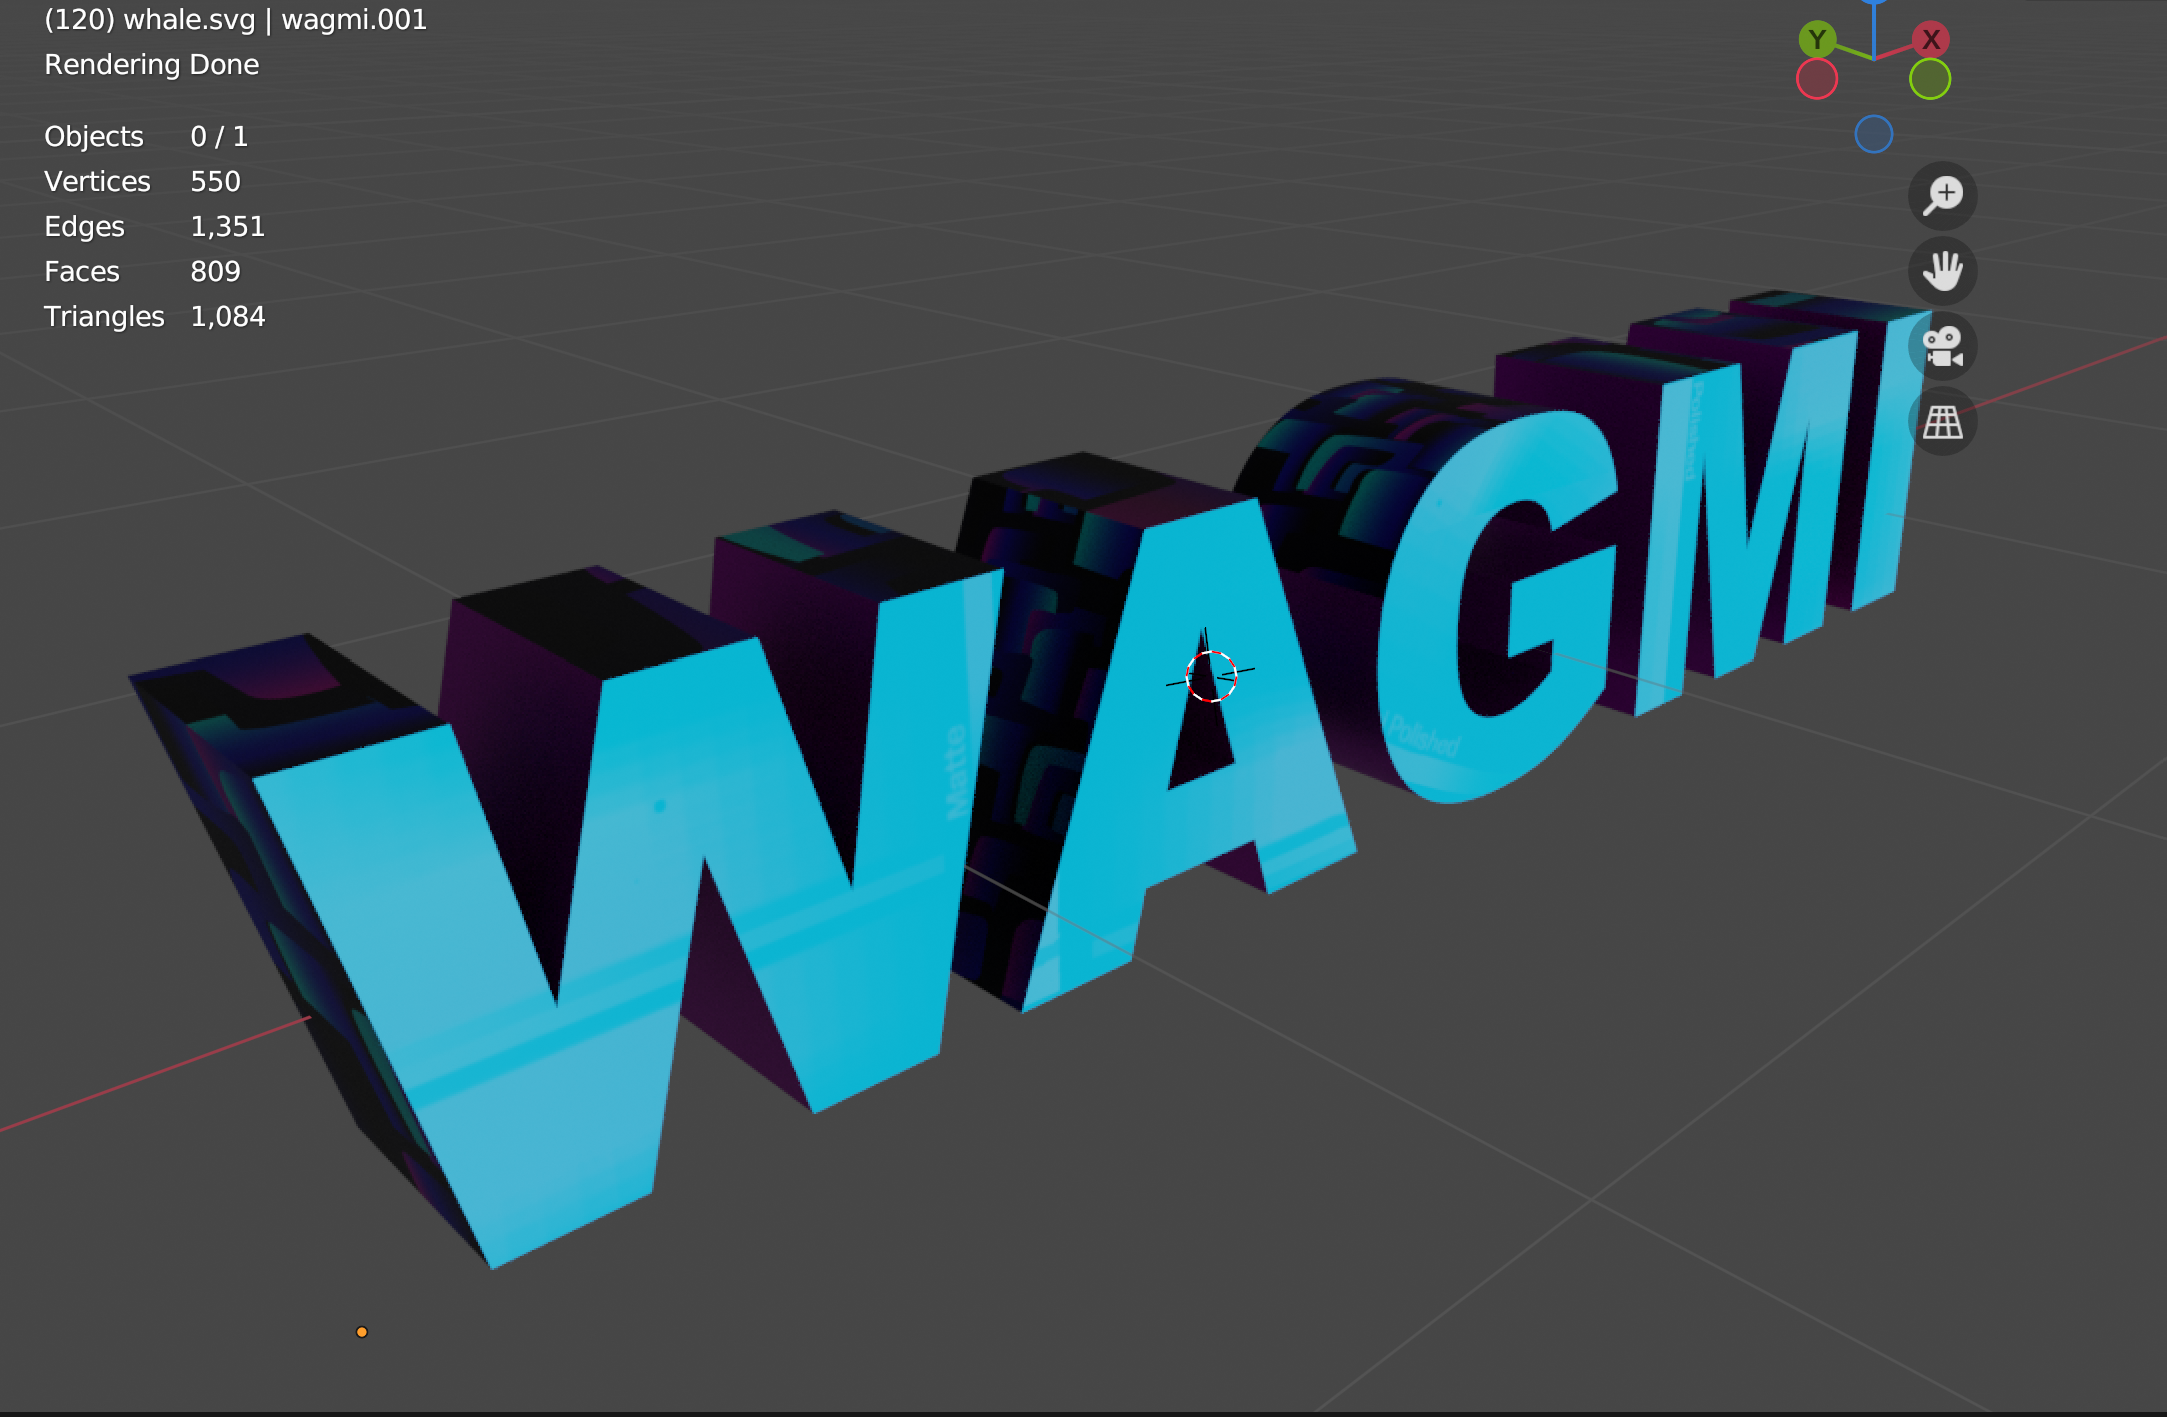 (120) whale.svg | wagmi.001
Rendering Done
Objects 0 / 1
Vertices 550
Edges 1,351
Faces 809
Triangles 1,084
Y
X
WAGMI
Matte
Polished
Polished